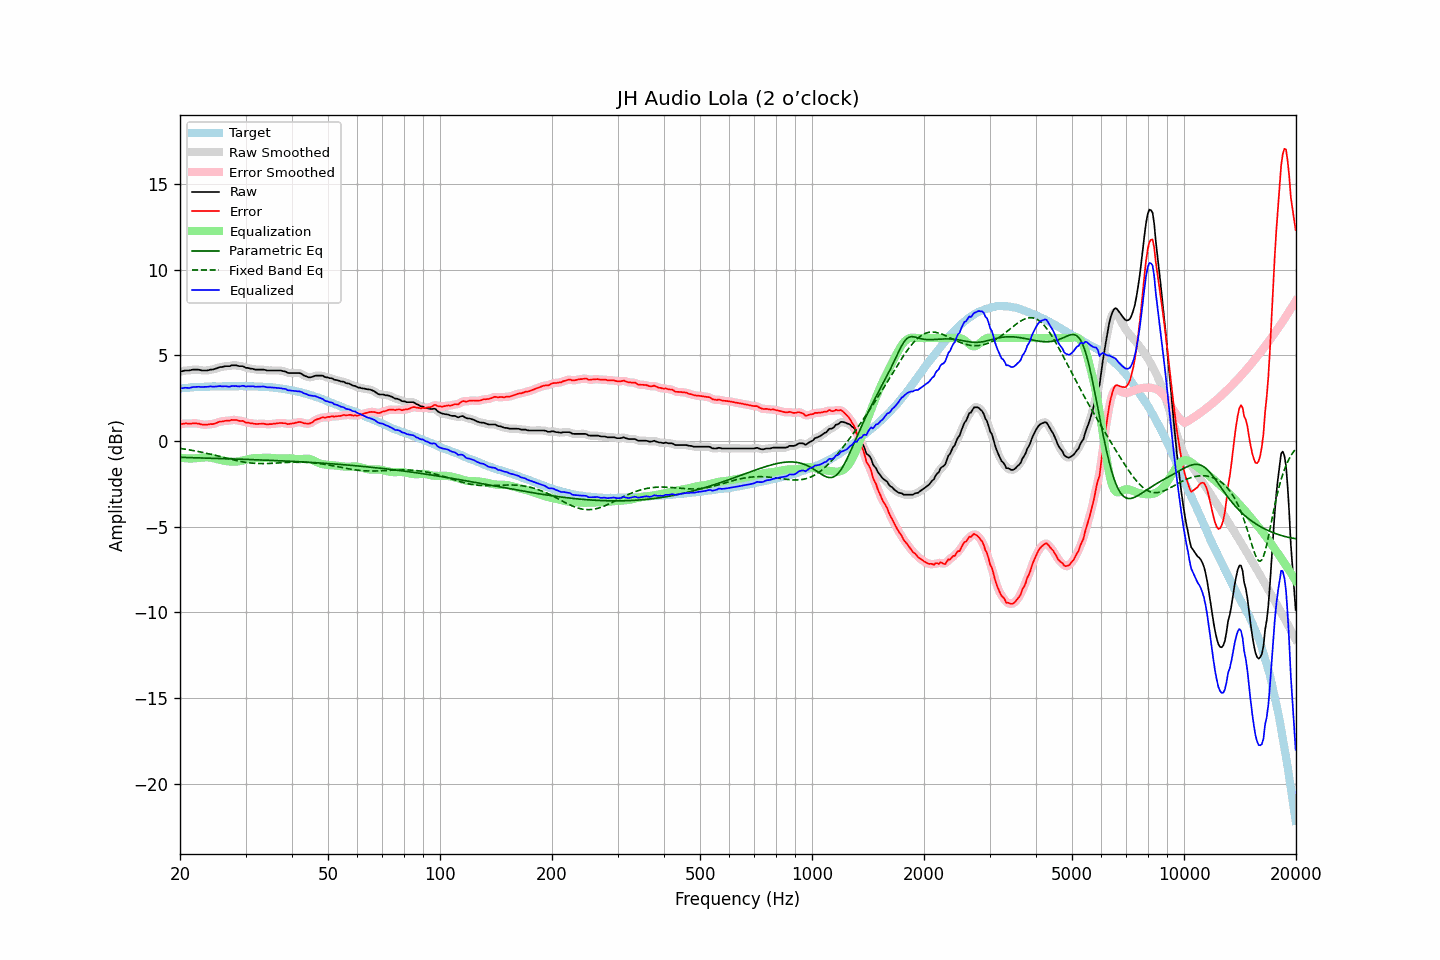 JH Audio Lola (2 o’clock)
Target
Raw Smoothed
Error Smoothed
Raw
Error
Equalization
Parametric Eq
Fixed Band Eq
Equalized
Amplitude (dBr)
15
10
5
0
−5
−10
−15
−20
20 50 100 200 500 1000 2000 5000 10000 20000
Frequency (Hz)